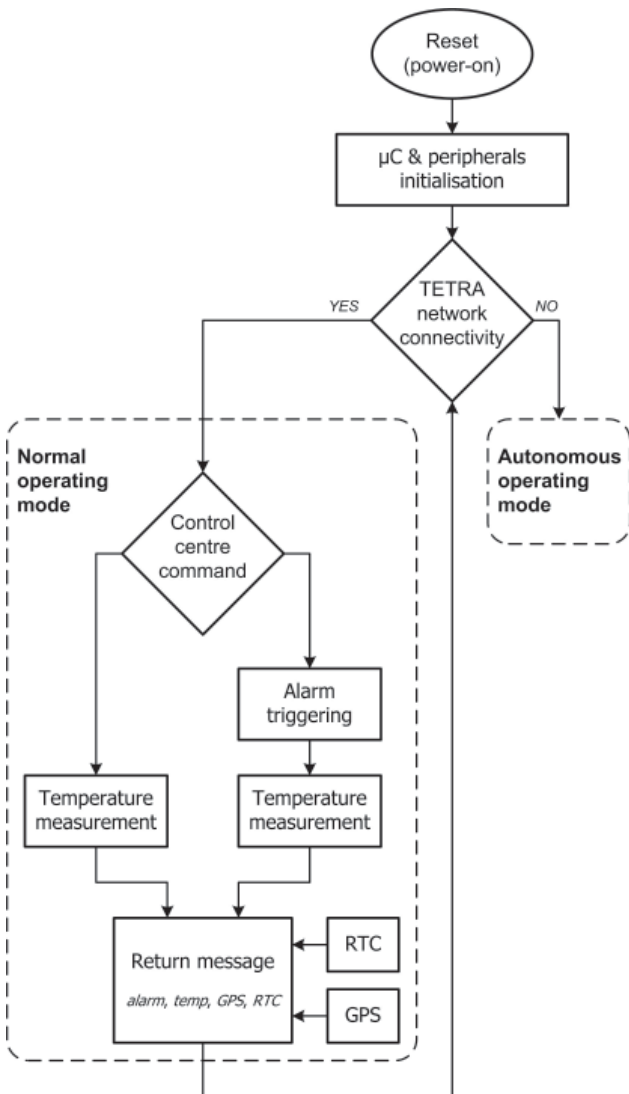 Reset
(power-on)
µC & peripherals
initialisation
TETRA
network
connectivity
YES
NO
Normal
operating
mode
Autonomous
operating
mode
Control
centre
command
Alarm
triggering
Temperature
measurement
Temperature
measurement
Return message
alarm, temp, GPS, RTC
RTC
GPS